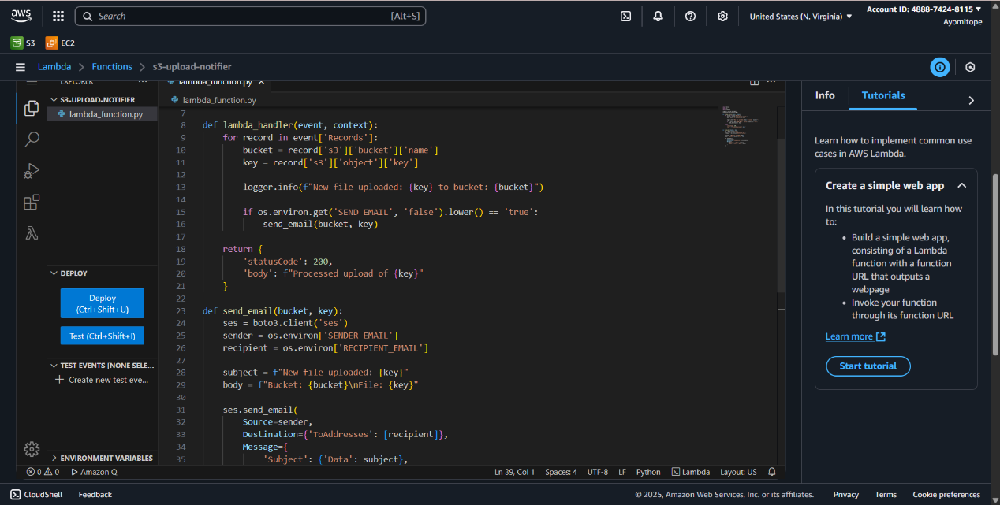 aws
Search
[Alt+S]
United States (N. Virginia)
Account ID: 4888-7424-8115
Ayomitope
S3
EC2
Lambda
Functions
s3-upload-notifier
EXPLORER
S3-UPLOAD-NOTIFIER
lambda_function.py
DEPLOY
Deploy
(Ctrl+Shift+U)
Test (Ctrl+Shift+I)
TEST EVENTS [NONE SELE...
Create new test eve...
ENVIRONMENT VARIABLES
lambda_function.py
lambda_function.py
7
8 def lambda_handler(event, context):
9 for record in event['Records']:
10 bucket = record['s3']['bucket']['name']
11 key = record['s3']['object']['key']
12
13 logger.info(f"New file uploaded: {key} to bucket: {bucket}")
14
15 if os.environ.get('SEND_EMAIL', 'false').lower() == 'true':
16 send_email(bucket, key)
17
18 return {
19 'statusCode': 200,
20 'body': f"Processed upload of {key}"
21 }
22
23 def send_email(bucket, key):
24 ses = boto3.client('ses')
25 sender = os.environ['SENDER_EMAIL']
26 recipient = os.environ['RECIPIENT_EMAIL']
27
28 subject = f"New file uploaded: {key}"
29 body = f"Bucket: {bucket}\nFile: {key}"
30
31 ses.send_email(
32 Source=sender,
33 Destination={'ToAddresses': [recipient]},
34 Message={
35 'Subject': {'Data': subject},
0 0 Amazon Q
Ln 39, Col 1 Spaces: 4 UTF-8 LF Python Lambda Layout: US
Info
Tutorials
Learn how to implement common use
cases in AWS Lambda.
Create a simple web app
In this tutorial you will learn how
to:
• Build a simple web app,
consisting of a Lambda
function with a function
URL that outputs a
webpage
• Invoke your function
through its function URL
Learn more
Start tutorial
CloudShell Feedback
© 2025, Amazon Web Services, Inc. or its affiliates. Privacy Terms Cookie preferences